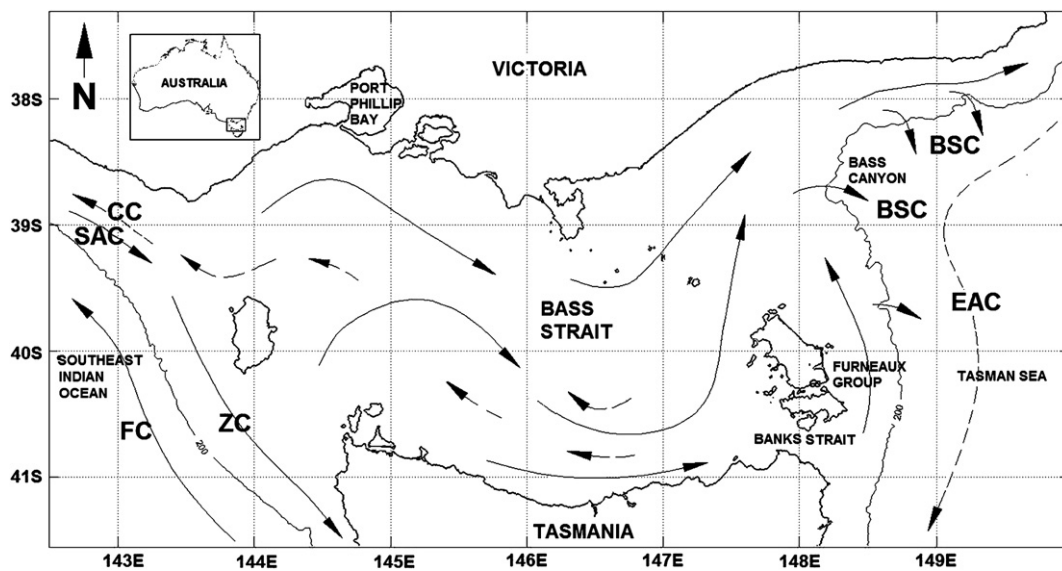 N
AUSTRALIA
VICTORIA
PORT
PHILLIP
BAY
38S
39S
40S
41S
CC
SAC
SOUTHEAST
INDIAN
OCEAN
FC
200
ZC
BASS
STRAIT
BASS
CANYON
BSC
BSC
EAC
FURNEAUX
GROUP
TASMAN SEA
BANKS STRAIT
200
TASMANIA
143E
144E
145E
146E
147E
148E
149E